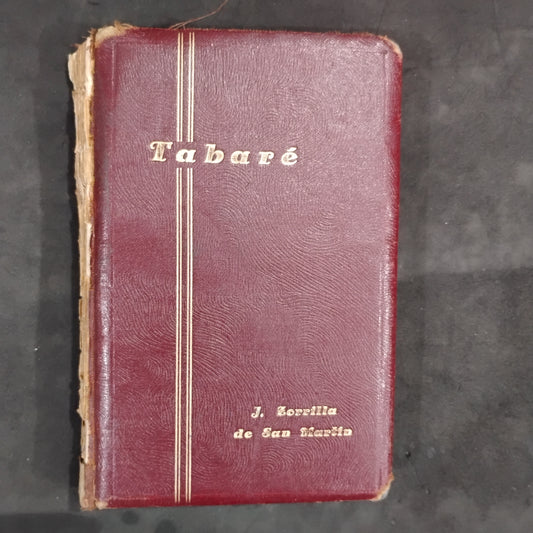 Tabaré
J. Zorrilla
de San Martín